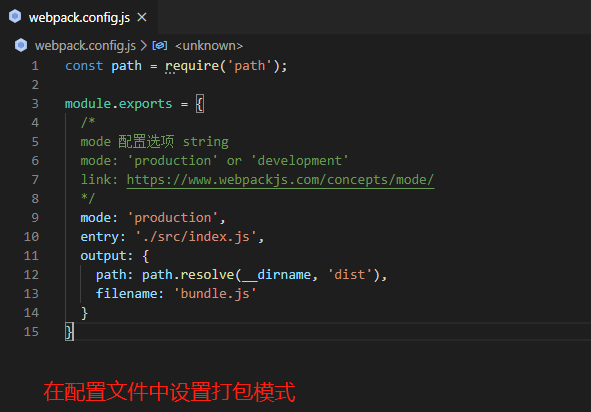 webpack.config.js
webpack.config.js > <unknown>
1 const path = require('path');
2
3 module.exports = {
4 /*
5 mode 配置选项 string
6 mode: 'production' or 'development'
7 link: https://www.webpackjs.com/concepts/mode/
8 */
9 mode: 'production',
10 entry: './src/index.js',
11 output: {
12 path: path.resolve(__dirname, 'dist'),
13 filename: 'bundle.js'
14 }
15 }
在配置文件中设置打包模式